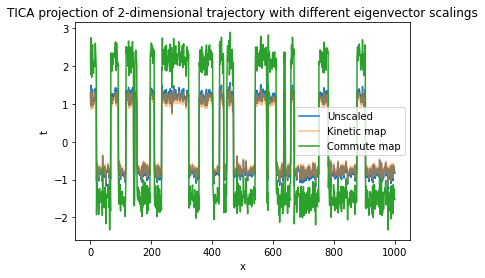 TICA projection of 2-dimensional trajectory with different eigenvector scalings
3
2
1
0
−1
−2
t
Unscaled
Kinetic map
Commute map
0 200 400 600 800 1000
x